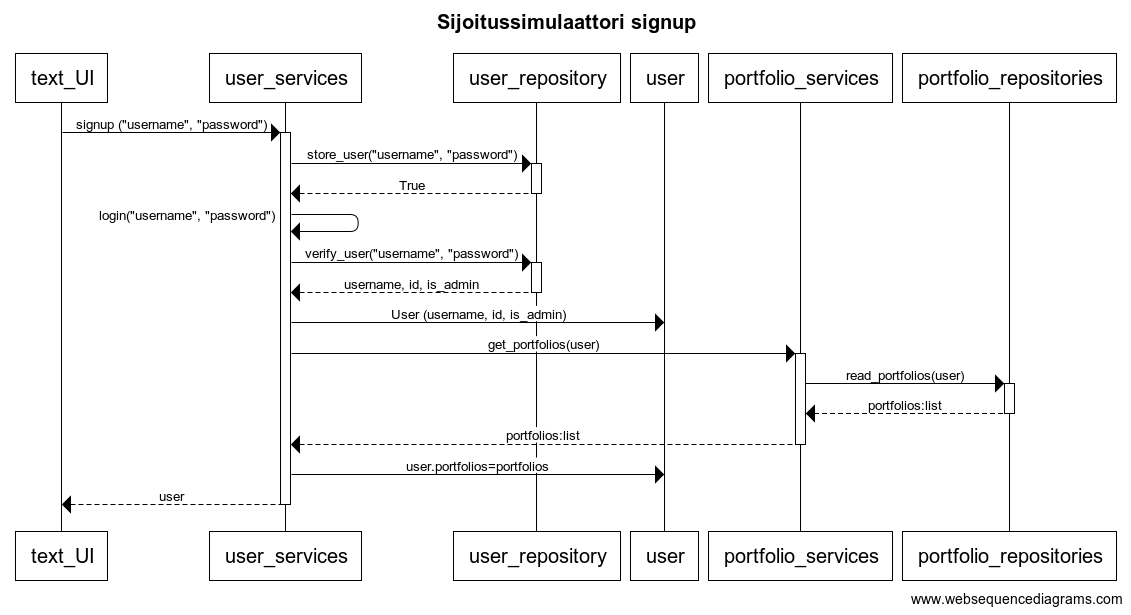 Sijoitussimulaattori signup
text_UI user_services user_repository user portfolio_services portfolio_repositories
signup ("username", "password")
store_user("username", "password")
True
login("username", "password")
verify_user("username", "password")
username, id, is_admin
User (username, id, is_admin)
get_portfolios(user)
read_portfolios(user)
portfolios:list
portfolios:list
user.portfolios=portfolios
user
text_UI user_services user_repository user portfolio_services portfolio_repositories
www.websequencediagrams.com